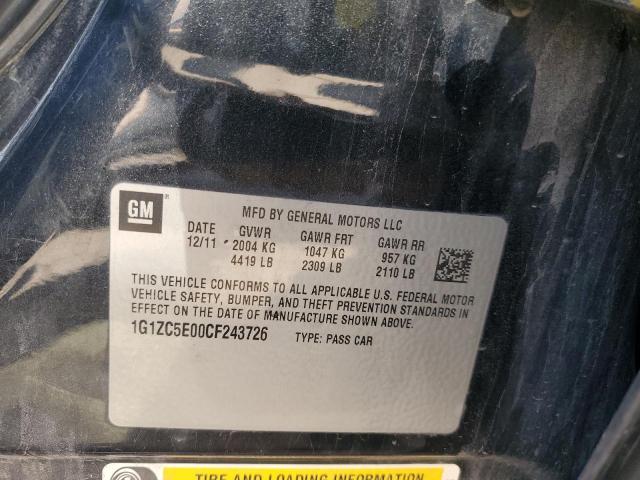 GM ®
MFD BY GENERAL MOTORS LLC
DATE GVWR GAWR FRT GAWR RR
12/11 2004 KG 1047 KG 957 KG
4419 LB 2309 LB 2110 LB
THIS VEHICLE CONFORMS TO ALL APPLICABLE U.S. FEDERAL MOTOR
VEHICLE SAFETY, BUMPER, AND THEFT PREVENTION STANDARDS
IN EFFECT ON THE DATE OF MANUFACTURE SHOWN ABOVE.
1G1ZC5E00CF243726 TYPE: PASS CAR
TIRE AND LOADING INFORMATION